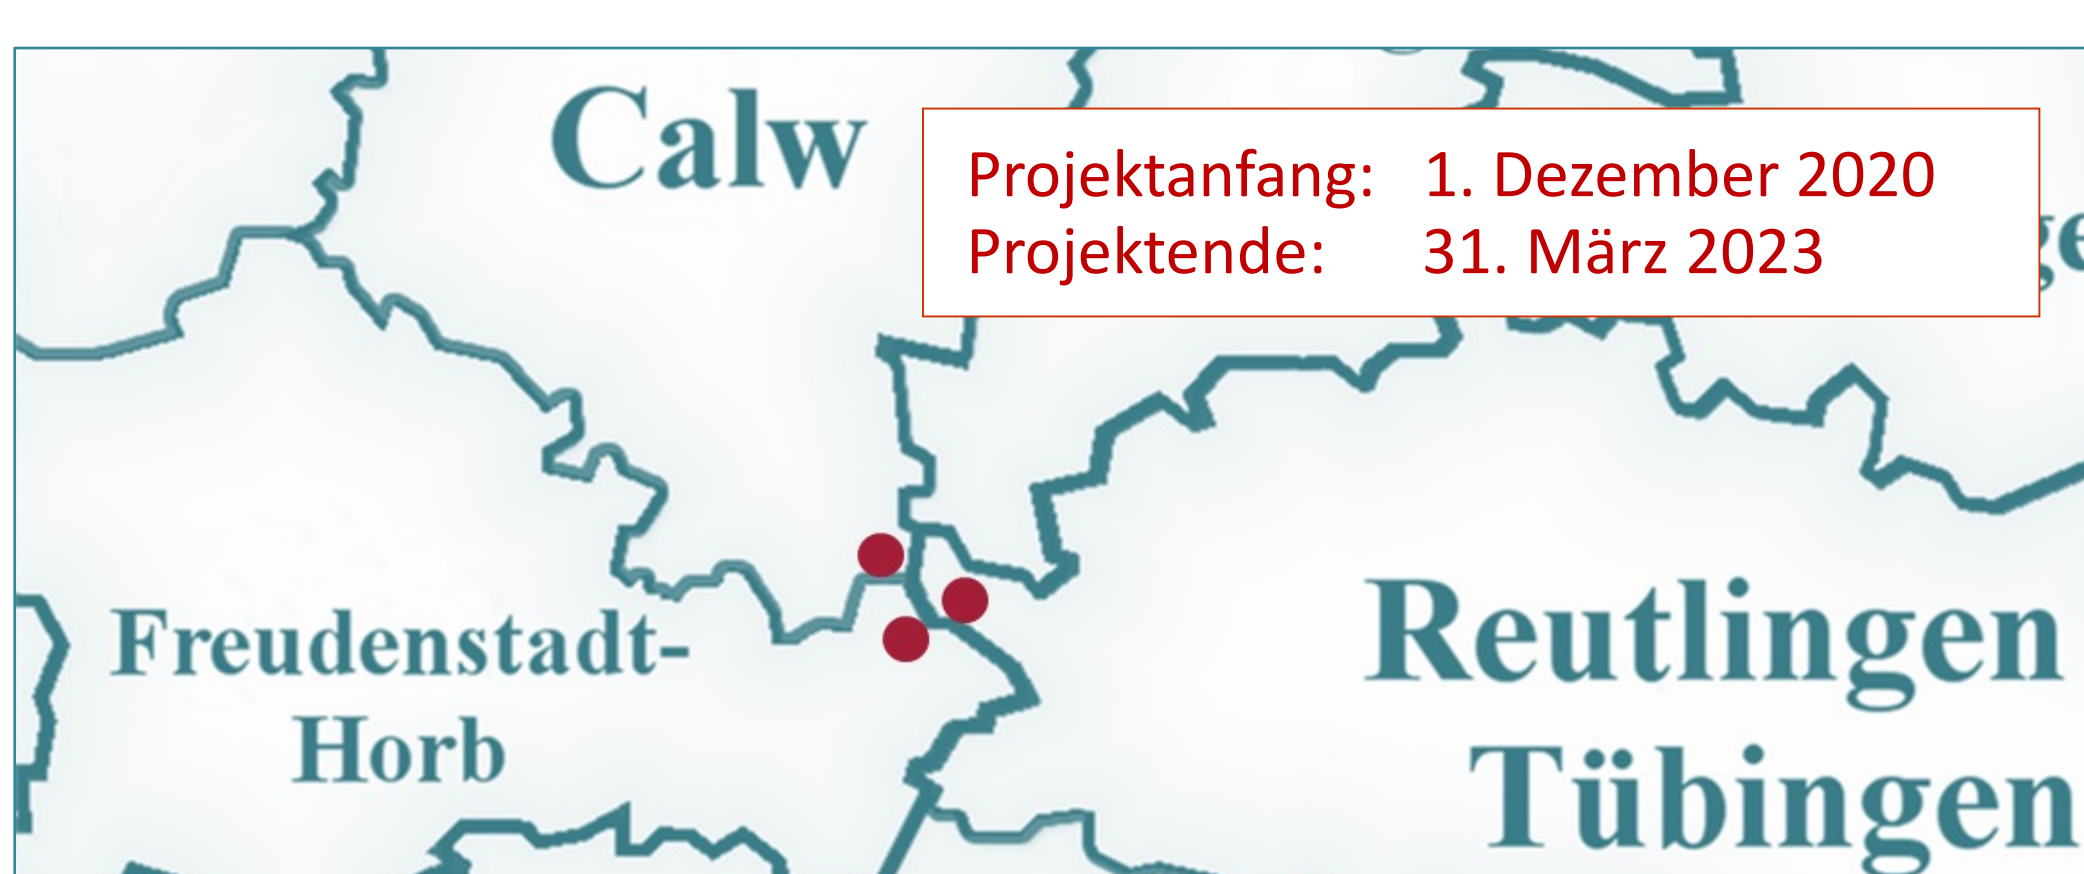 Calw
Projektanfang: 1. Dezember 2020
Projektende: 31. März 2023
Freudenstadt-
Horb
Reutlingen
Tübingen